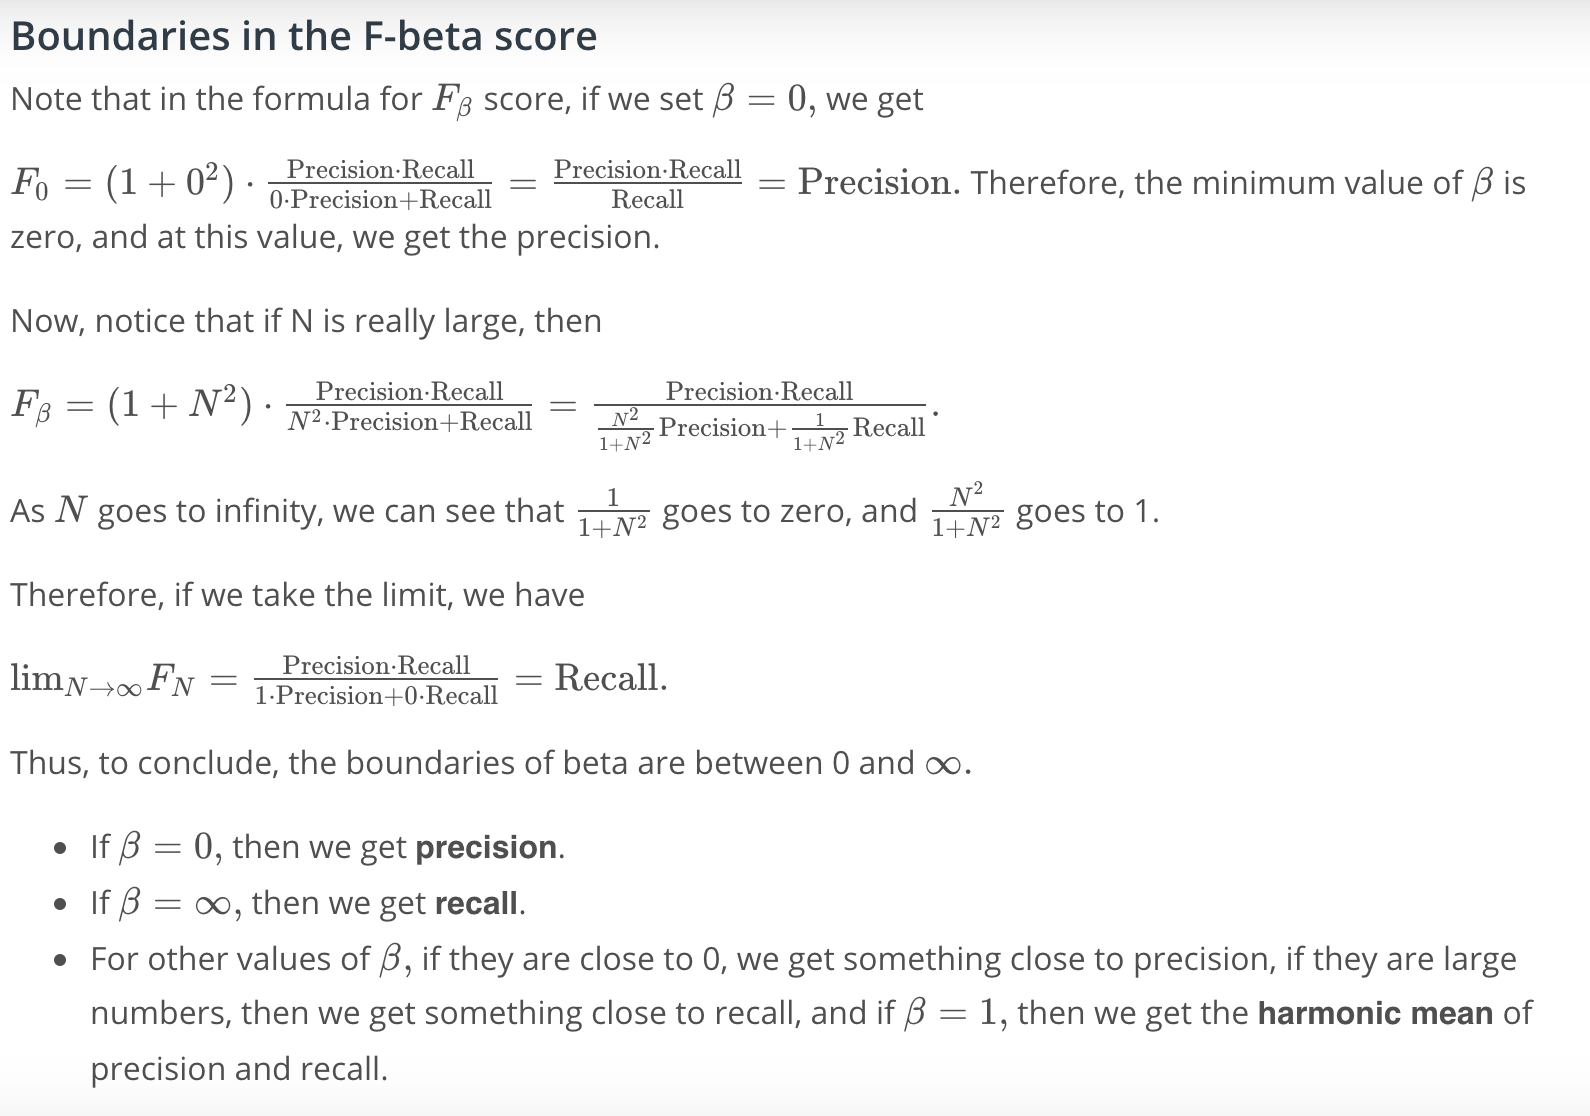 Boundaries in the F-beta score
Note that in the formula for $F_\beta$ score, if we set $\beta = 0$, we get
$F_0 = (1 + 0^2) \cdot \frac{\text{Precision} \cdot \text{Recall}}{0 \cdot \text{Precision} + \text{Recall}} = \frac{\text{Precision} \cdot \text{Recall}}{\text{Recall}} = \text{Precision}.$ Therefore, the minimum value of $\beta$ is
zero, and at this value, we get the precision.
Now, notice that if N is really large, then
$F_\beta = (1 + N^2) \cdot \frac{\text{Precision} \cdot \text{Recall}}{N^2 \cdot \text{Precision} + \text{Recall}} = \frac{\text{Precision} \cdot \text{Recall}}{\frac{N^2}{1+N^2} \text{Precision} + \frac{1}{1+N^2} \text{Recall}}.$
As $N$ goes to infinity, we can see that $\frac{1}{1+N^2}$ goes to zero, and $\frac{N^2}{1+N^2}$ goes to 1.
Therefore, if we take the limit, we have
$\lim_{N \to \infty} F_N = \frac{\text{Precision} \cdot \text{Recall}}{1 \cdot \text{Precision} + 0 \cdot \text{Recall}} = \text{Recall}.$
Thus, to conclude, the boundaries of beta are between 0 and $\infty$.
• If $\beta = 0$, then we get precision.
• If $\beta = \infty$, then we get recall.
• For other values of $\beta$, if they are close to 0, we get something close to precision, if they are large
numbers, then we get something close to recall, and if $\beta = 1$, then we get the harmonic mean of
precision and recall.